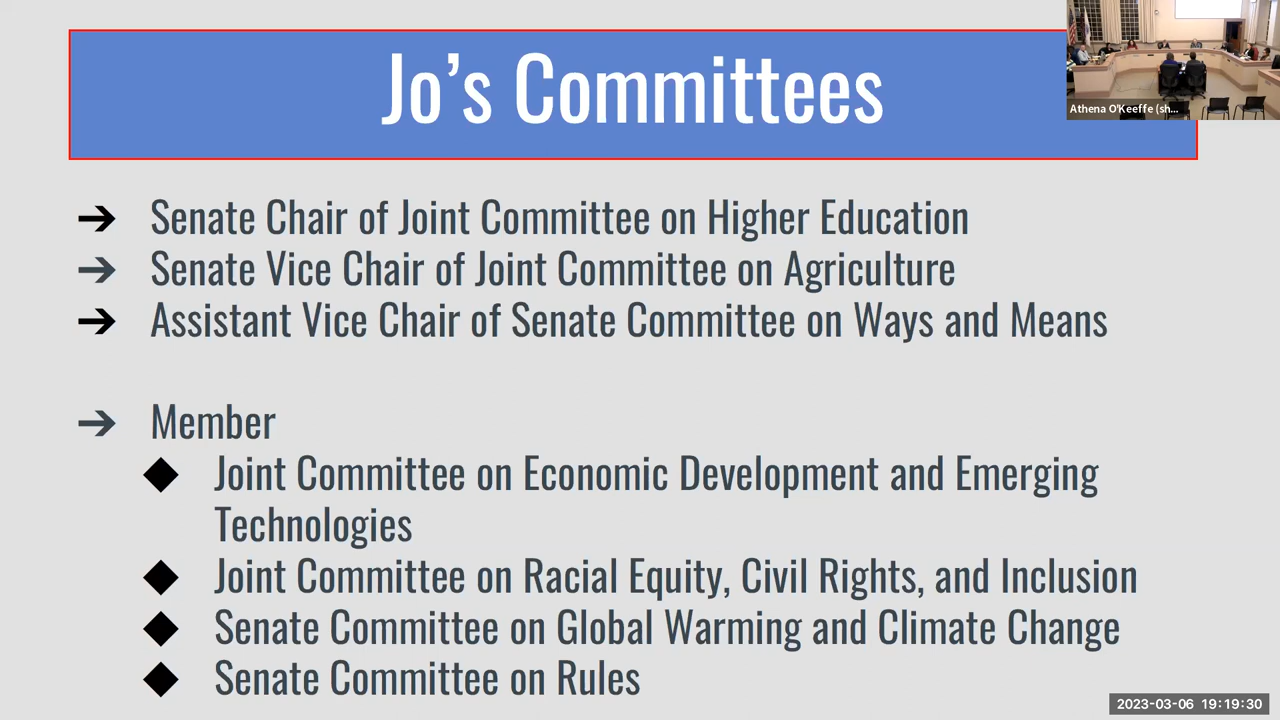 Jo’s Committees
Athena O'Keeffe (sh...
➔ Senate Chair of Joint Committee on Higher Education
➔ Senate Vice Chair of Joint Committee on Agriculture
➔ Assistant Vice Chair of Senate Committee on Ways and Means
➔ Member
◆ Joint Committee on Economic Development and Emerging
Technologies
◆ Joint Committee on Racial Equity, Civil Rights, and Inclusion
◆ Senate Committee on Global Warming and Climate Change
◆ Senate Committee on Rules
2023-03-06 19:19:30